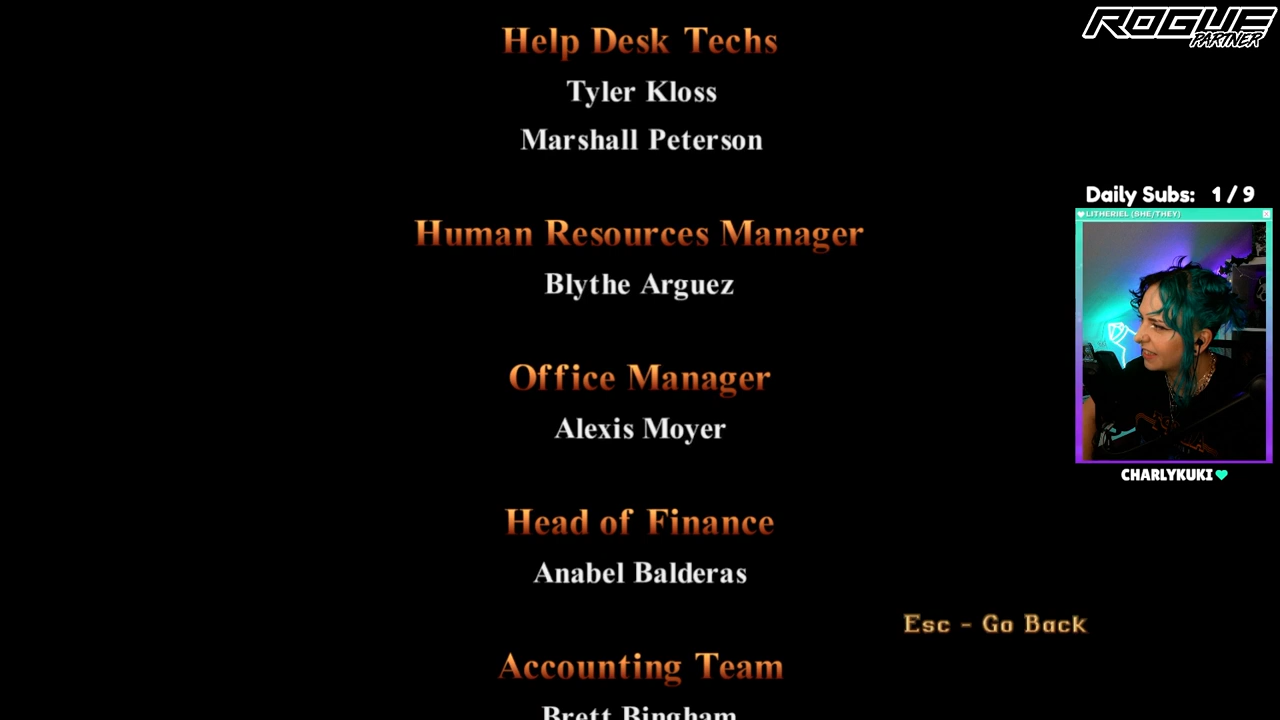 Help Desk Techs
Tyler Kloss
Marshall Peterson
Human Resources Manager
Blythe Arguez
Office Manager
Alexis Moyer
Head of Finance
Anabel Balderas
Esc - Go Back
Accounting Team
Brett Bingham
ROGUE
PARTNER
Daily Subs: 1 / 9
LITHERIEL (SHE/THEY)
CHARLYKUKI